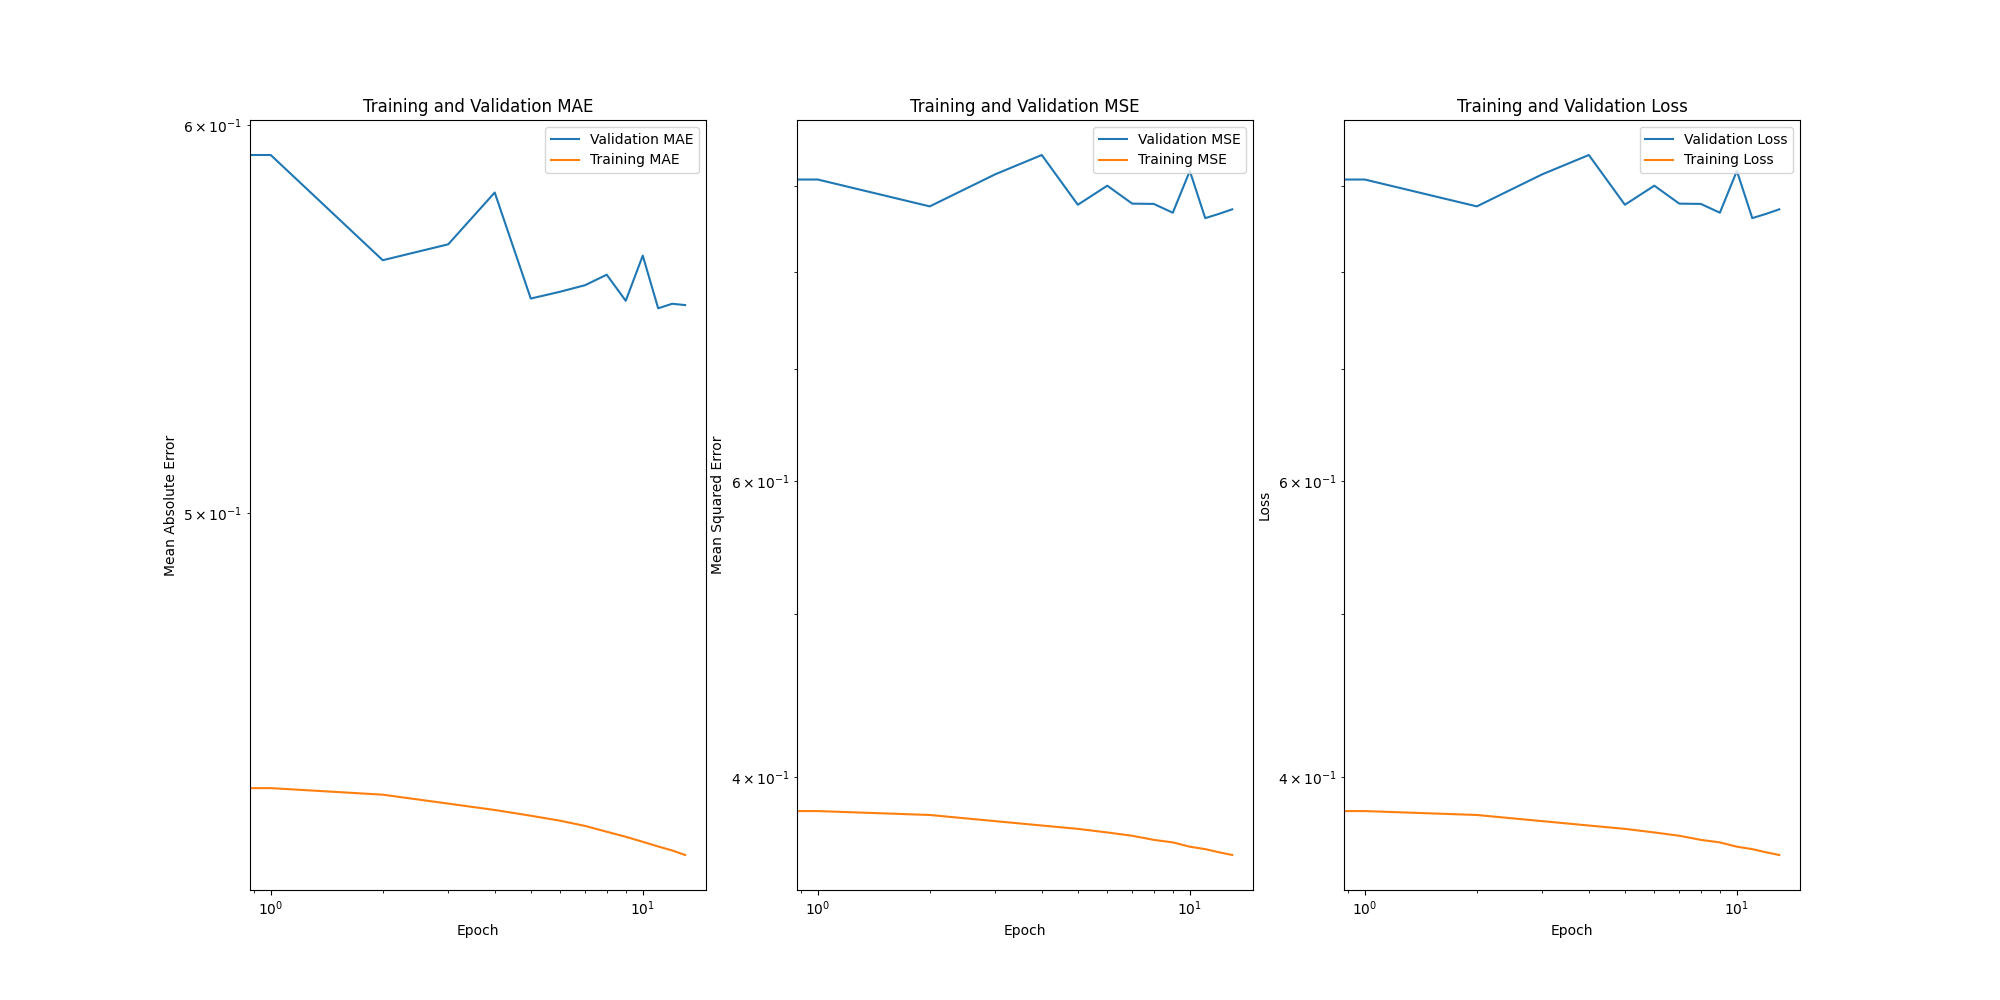 Training and Validation MAE
Validation MAE
Training MAE
6 × 10⁻¹
5 × 10⁻¹
Mean Absolute Error
10⁰
10¹
Epoch
Training and Validation MSE
Validation MSE
Training MSE
6 × 10⁻¹
4 × 10⁻¹
Mean Squared Error
10⁰
10¹
Epoch
Training and Validation Loss
Validation Loss
Training Loss
6 × 10⁻¹
4 × 10⁻¹
Loss
10⁰
10¹
Epoch